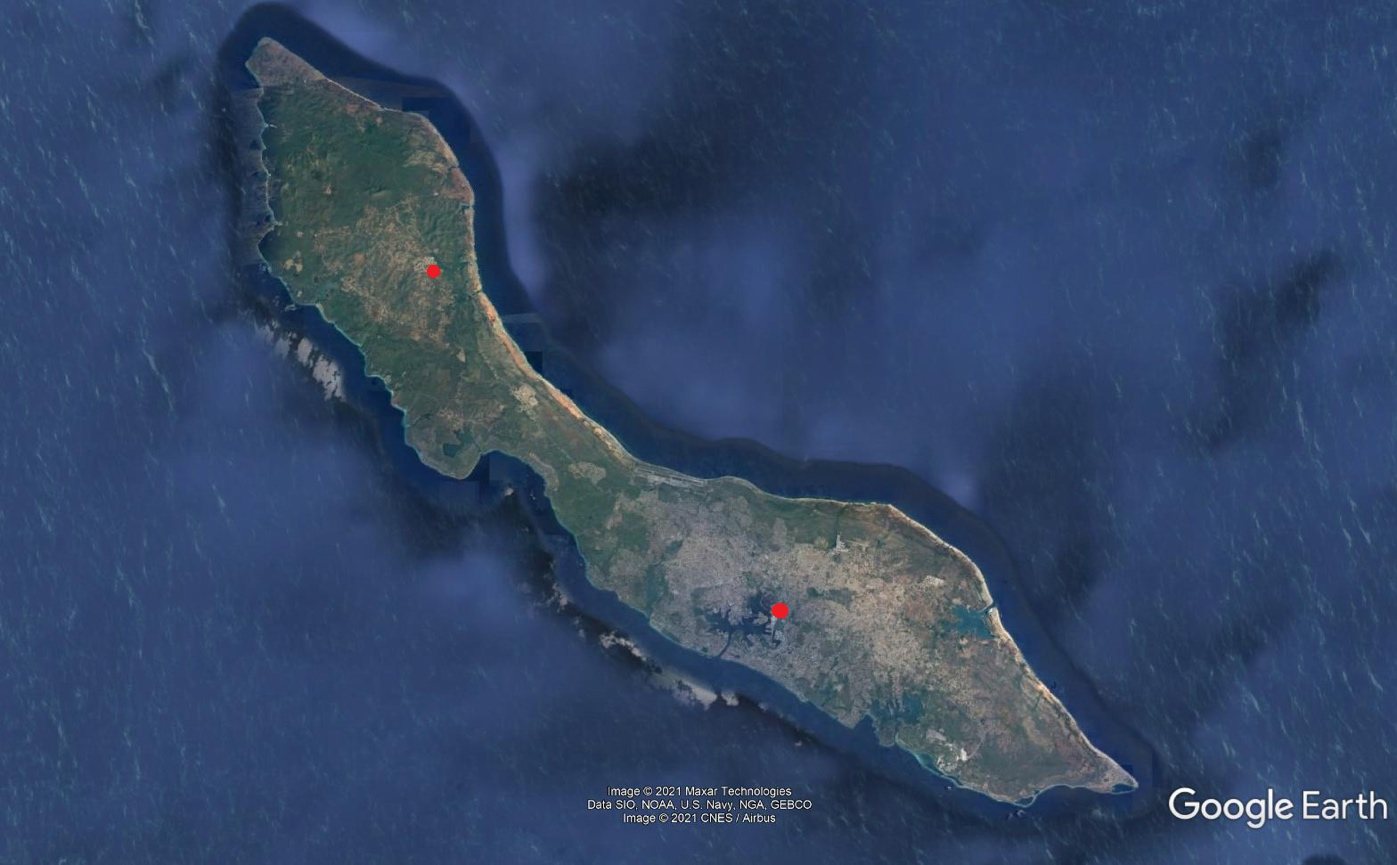 Image © 2021 Maxar Technologies
Data SIO, NOAA, U.S. Navy, NGA, GEBCO
Image © 2021 CNES / Airbus
Google Earth